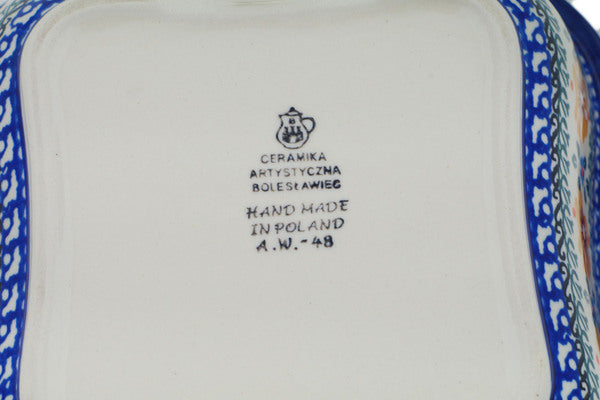 CERAMIKA
ARTYSTYCZNA
BOLESŁAWIEC
HAND MADE
IN POLAND
A.W.-48